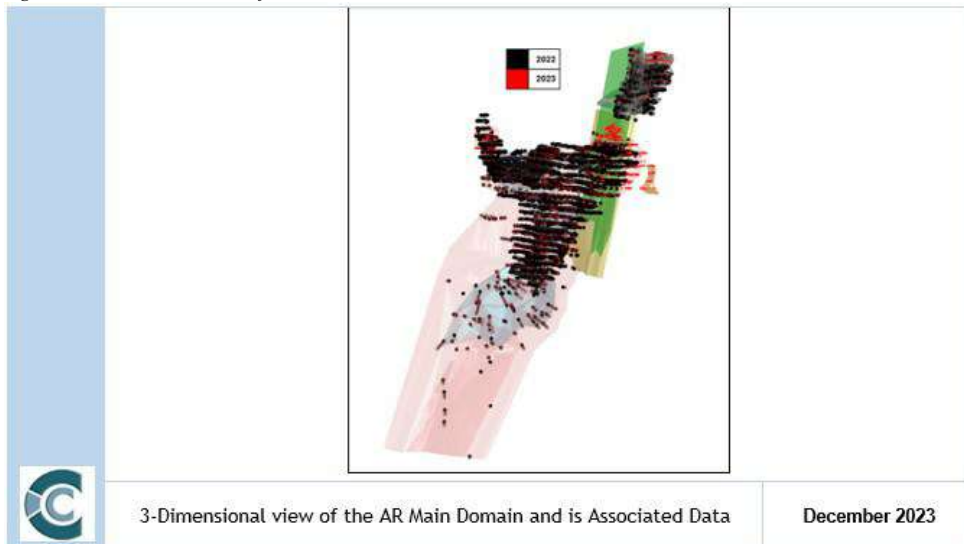 2022
2023
3-Dimensional view of the AR Main Domain and is Associated Data
December 2023